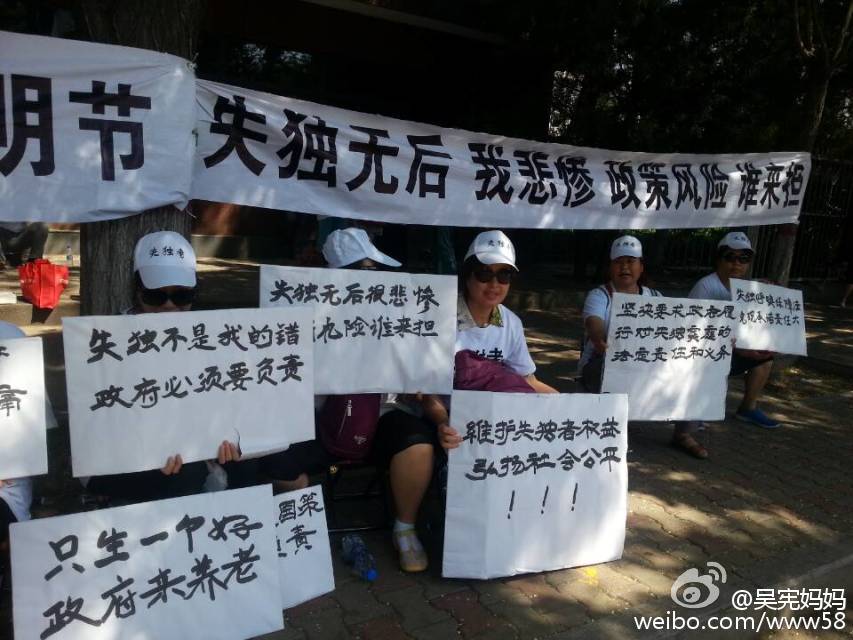 明节 失独无后 我悲惨 政策风险 谁来担
失独者
失独无后很悲惨
险谁来担
失独不是我的错
政府必须要负责
坚决要求政府履
行对失独家庭的
法定责任和义务
維护失独者权益
弘扬社会公平
！！！
只生一个好
政府来养老
国策
责
@吴宪妈妈
weibo.com/www58